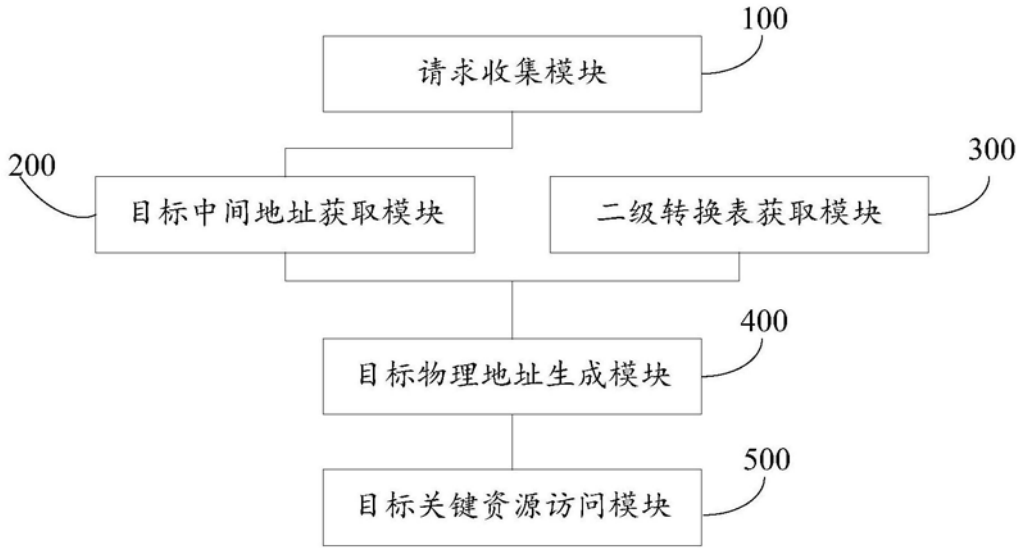 100
请求收集模块
200
目标中间地址获取模块
300
二级转换表获取模块
400
目标物理地址生成模块
500
目标关键资源访问模块